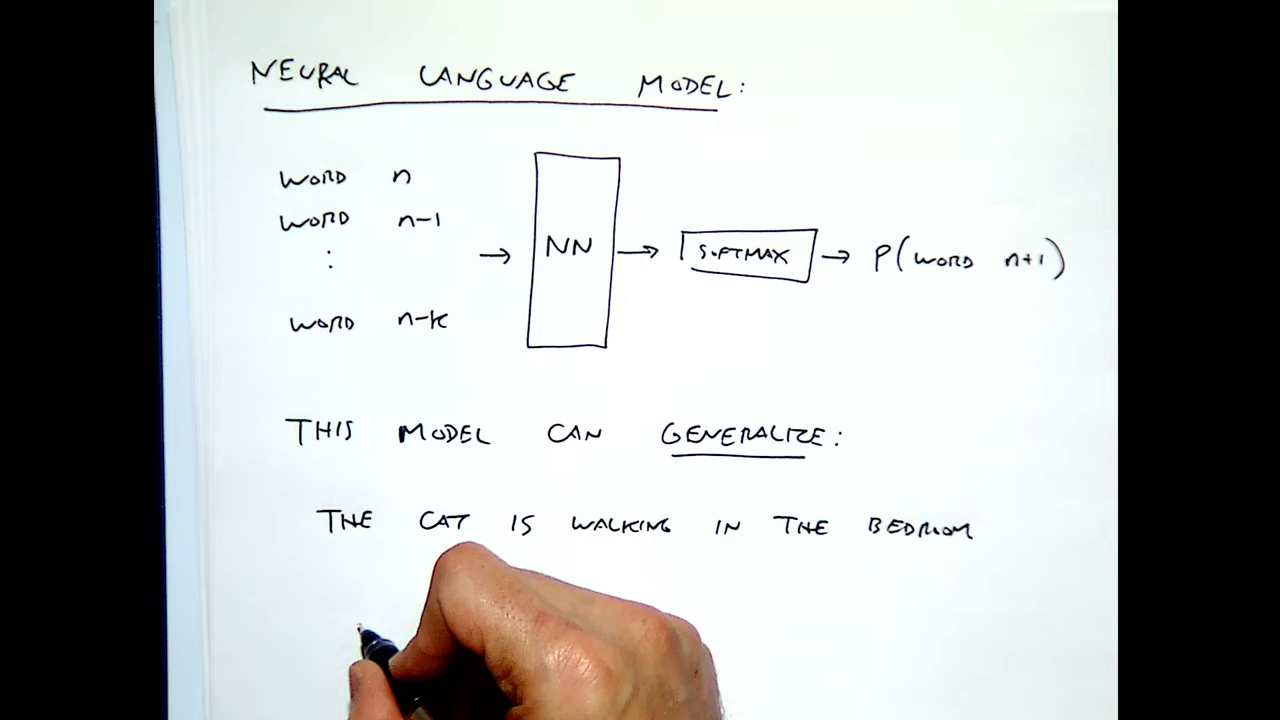 NEURAL LANGUAGE MODEL:
WORD n
WORD n-1
:
WORD n-k
→ NN → SOFTMAX → P(WORD n+1)
THIS MODEL CAN GENERALIZE:
THE CAT IS WALKING IN THE BEDROOM